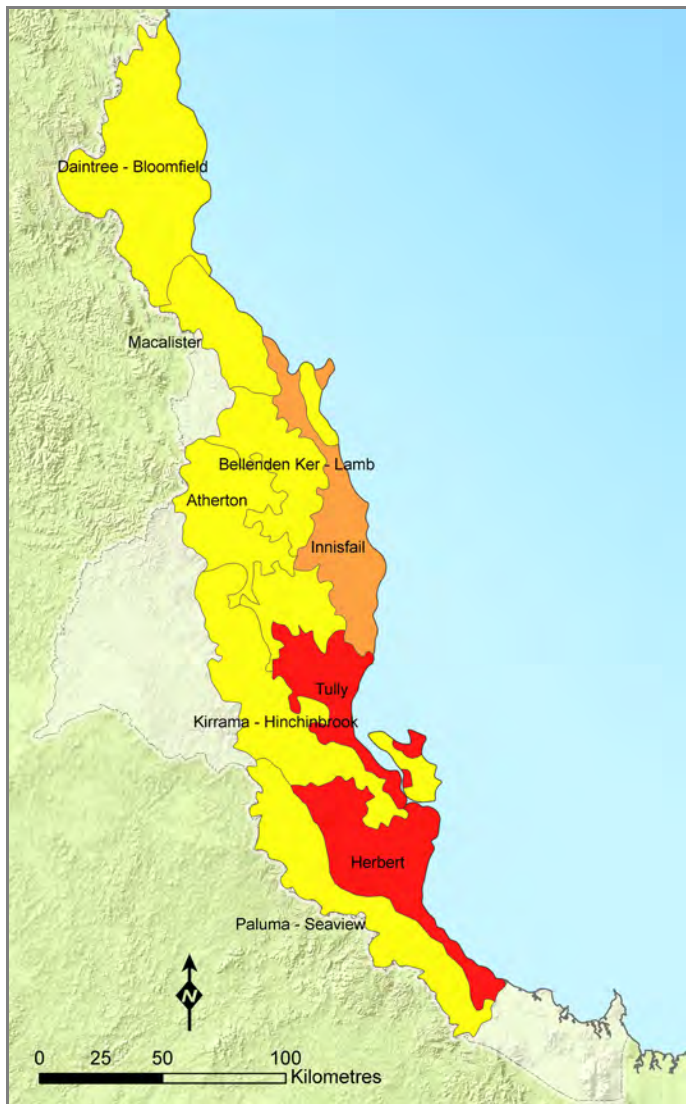 Daintree - Bloomfield
Macalister
Bellenden Ker - Lamb
Atherton
Innisfail
Tully
Kirrama - Hinchinbrook
Herbert
Paluma - Seaview
N
0 25 50 100
Kilometres